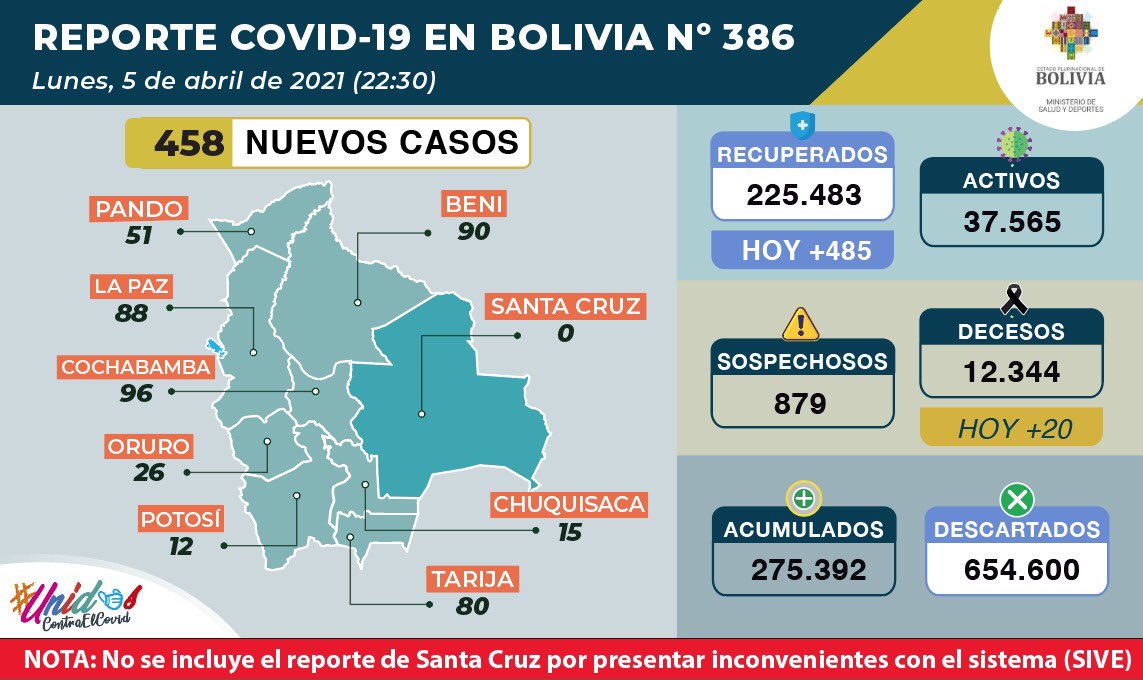 REPORTE COVID-19 EN BOLIVIA Nº 386
Lunes, 5 de abril de 2021 (22:30)
ESTADO PLURINACIONAL DE
BOLIVIA
MINISTERIO DE
SALUD Y DEPORTES
458 NUEVOS CASOS
PANDO
51
BENI
90
LA PAZ
88
SANTA CRUZ
0
COCHABAMBA
96
ORURO
26
CHUQUISACA
15
POTOSÍ
12
TARIJA
80
RECUPERADOS
225.483
HOY +485
ACTIVOS
37.565
SOSPECHOSOS
879
DECESOS
12.344
HOY +20
ACUMULADOS
275.392
DESCARTADOS
654.600
#Unidos
ContraElCovid
NOTA: No se incluye el reporte de Santa Cruz por presentar inconvenientes con el sistema (SIVE)